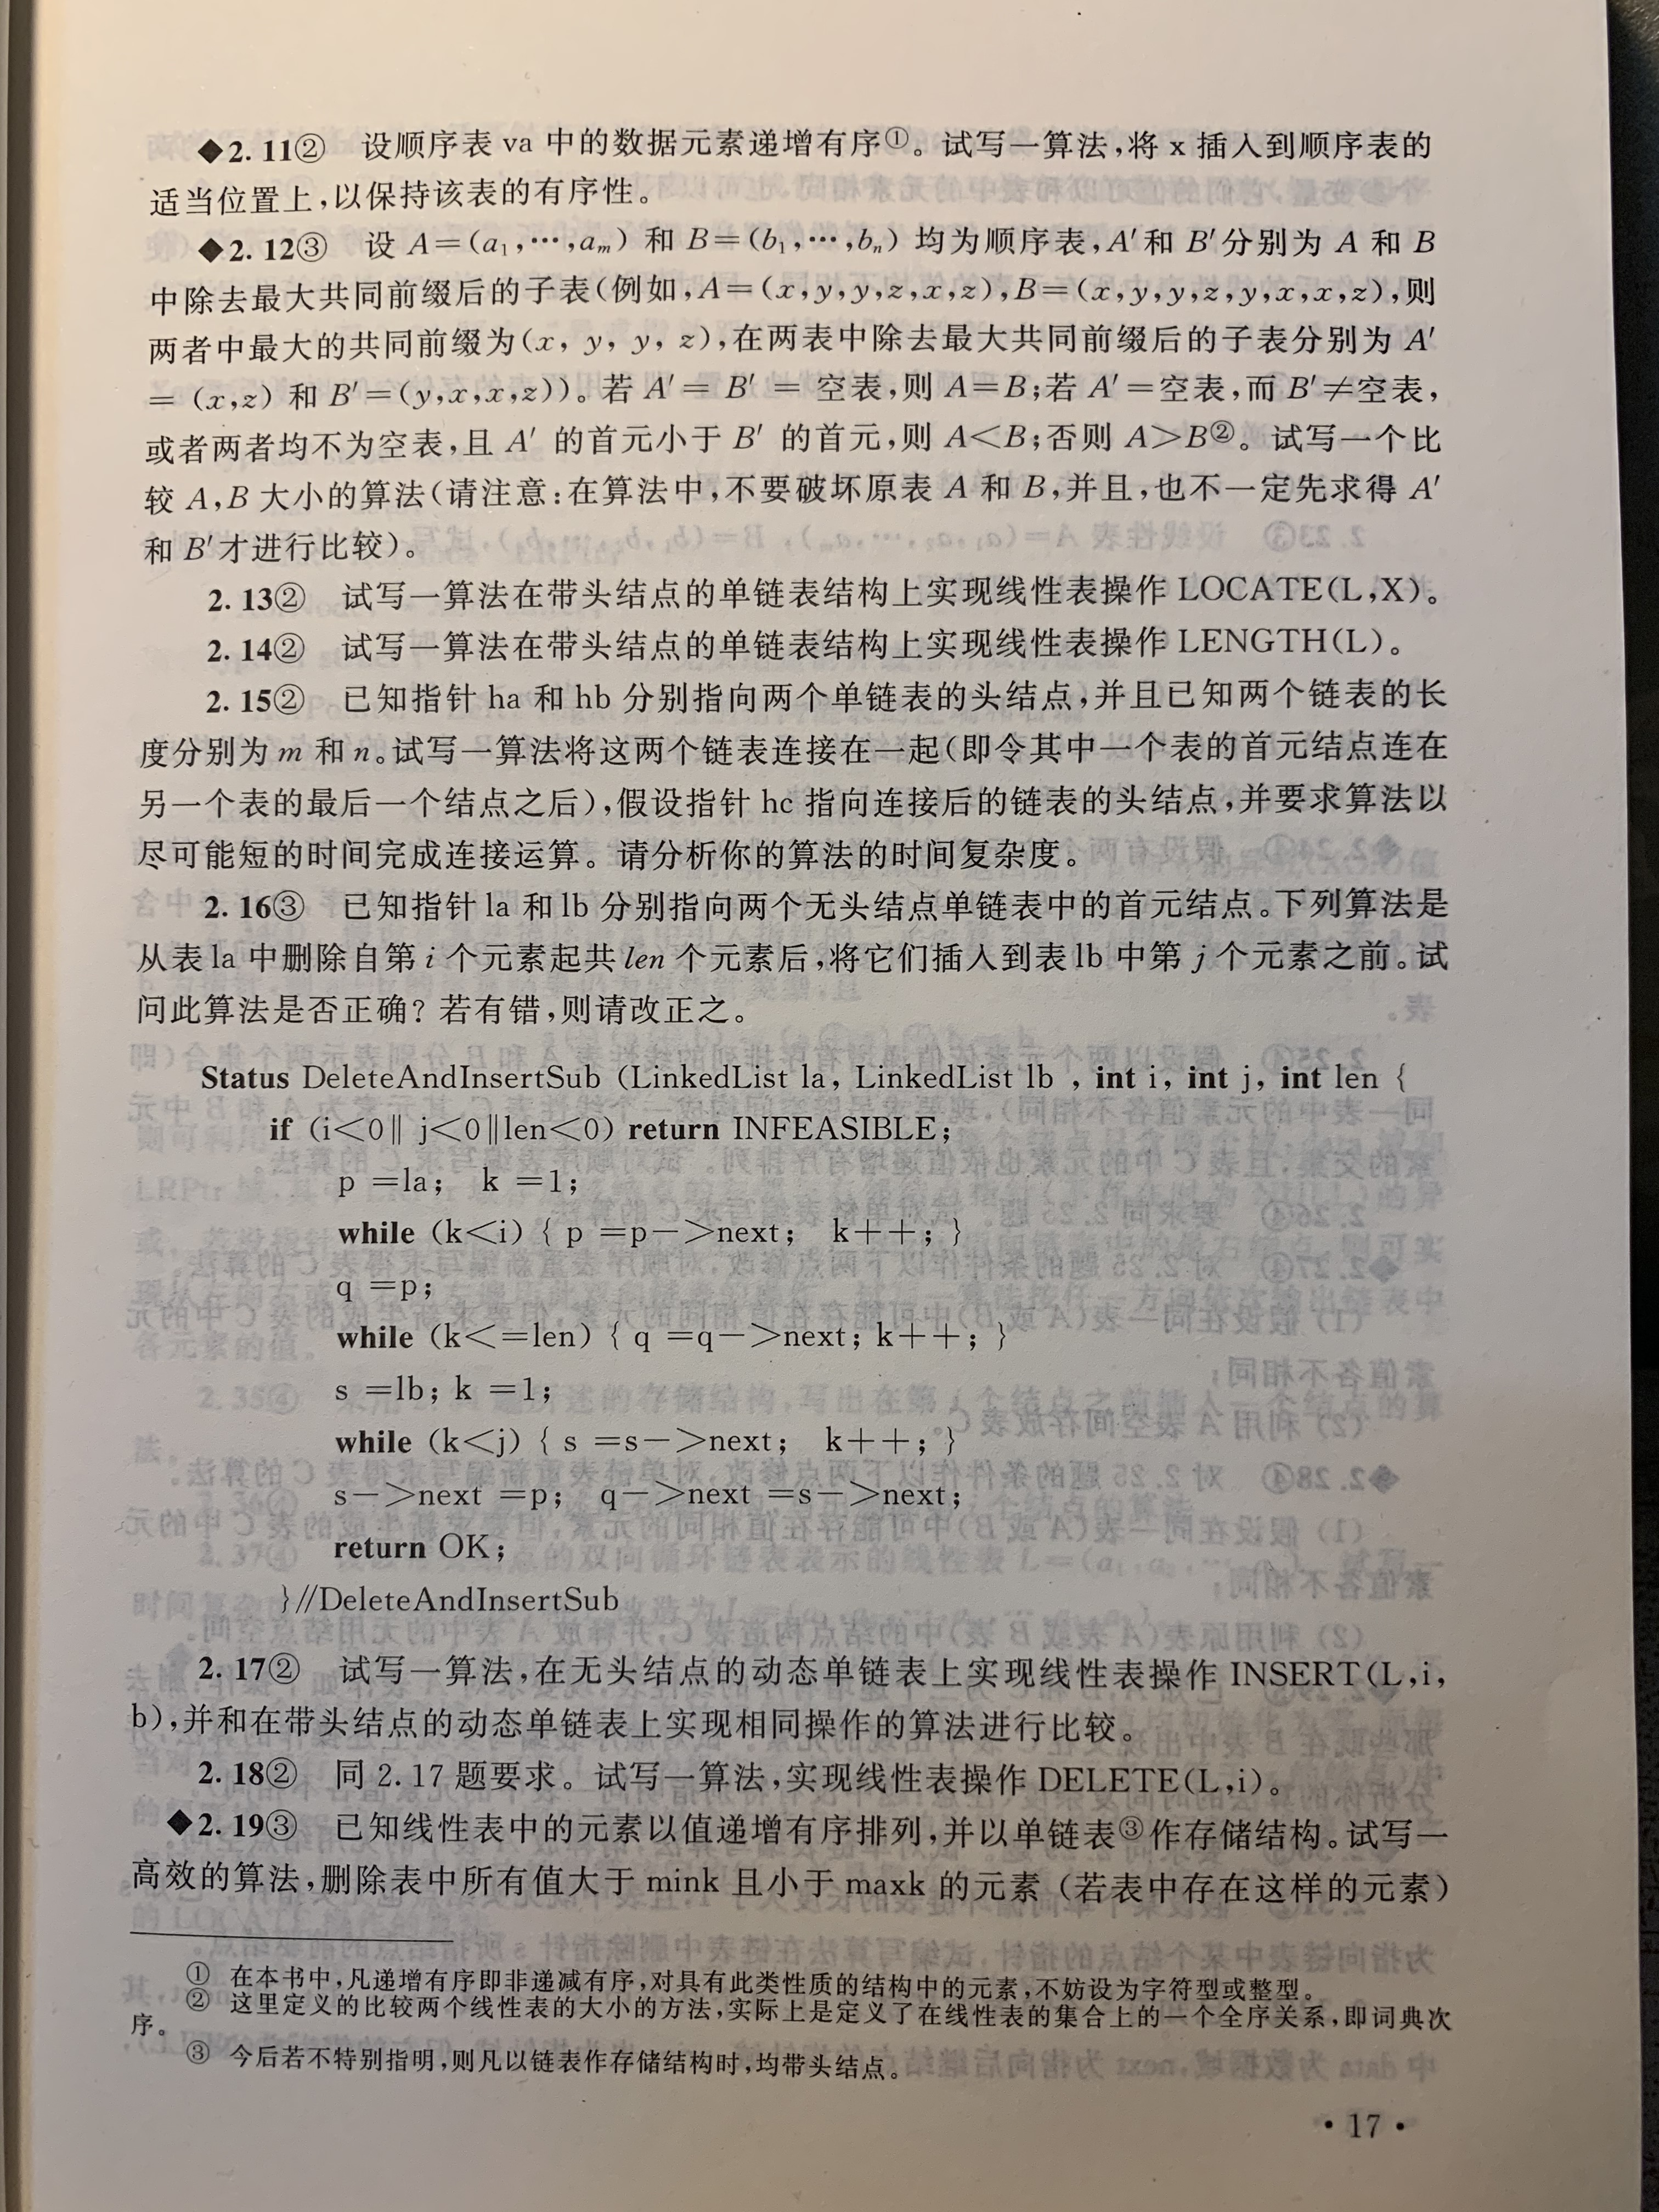 ◆2.11② 设顺序表 va 中的数据元素递增有序①。试写一算法,将 x 插入到顺序表的
适当位置上,以保持该表的有序性。
◆2.12③ 设 A=(a₁,…,aₘ) 和 B=(b₁,…,bₙ) 均为顺序表,A′和 B′分别为 A 和 B
中除去最大共同前缀后的子表(例如,A=(x,y,y,z,x,z),B=(x,y,y,z,y,x,x,z),则
两者中最大的共同前缀为(x, y, y, z),在两表中除去最大共同前缀后的子表分别为 A′
= (x,z) 和 B′=(y,x,x,z))。若 A′= B′ = 空表,则 A=B;若 A′=空表,而 B′≠空表,
或者两者均不为空表,且 A′ 的首元小于 B′ 的首元,则 A<B;否则 A>B②。试写一个比
较 A,B 大小的算法(请注意:在算法中,不要破坏原表 A 和 B,并且,也不一定先求得 A′
和 B′才进行比较)。
2.13② 试写一算法在带头结点的单链表结构上实现线性表操作 LOCATE(L,X)。
2.14② 试写一算法在带头结点的单链表结构上实现线性表操作 LENGTH(L)。
2.15② 已知指针 ha 和 hb 分别指向两个单链表的头结点,并且已知两个链表的长
度分别为 m 和 n。试写一算法将这两个链表连接在一起(即令其中一个表的首元结点连在
另一个表的最后一个结点之后),假设指针 hc 指向连接后的链表的头结点,并要求算法以
尽可能短的时间完成连接运算。请分析你的算法的时间复杂度。
2.16③ 已知指针 la 和 lb 分别指向两个无头结点单链表中的首元结点。下列算法是
从表 la 中删除自第 i 个元素起共 len 个元素后,将它们插入到表 lb 中第 j 个元素之前。试
问此算法是否正确? 若有错,则请改正之。
Status DeleteAndInsertSub (LinkedList la, LinkedList lb , int i, int j, int len {
if (i<0‖ j<0‖len<0) return INFEASIBLE;
p =la; k =1;
while (k<i) { p =p—>next; k++; }
q =p;
while (k<=len) { q =q—>next; k++; }
s =lb; k =1;
while (k<j) { s =s—>next; k++; }
s—>next =p; q—>next =s—>next;
return OK;
}//DeleteAndInsertSub
2.17② 试写一算法,在无头结点的动态单链表上实现线性表操作 INSERT(L,i,
b),并和在带头结点的动态单链表上实现相同操作的算法进行比较。
2.18② 同 2.17 题要求。试写一算法,实现线性表操作 DELETE(L,i)。
◆2.19③ 已知线性表中的元素以值递增有序排列,并以单链表③作存储结构。试写一
高效的算法,删除表中所有值大于 mink 且小于 maxk 的元素 (若表中存在这样的元素)
① 在本书中,凡递增有序即非递减有序,对具有此类性质的结构中的元素,不妨设为字符型或整型。
② 这里定义的比较两个线性表的大小的方法,实际上是定义了在线性表的集合上的一个全序关系,即词典次
序。
③ 今后若不特别指明,则凡以链表作存储结构时,均带头结点。
· 17 ·